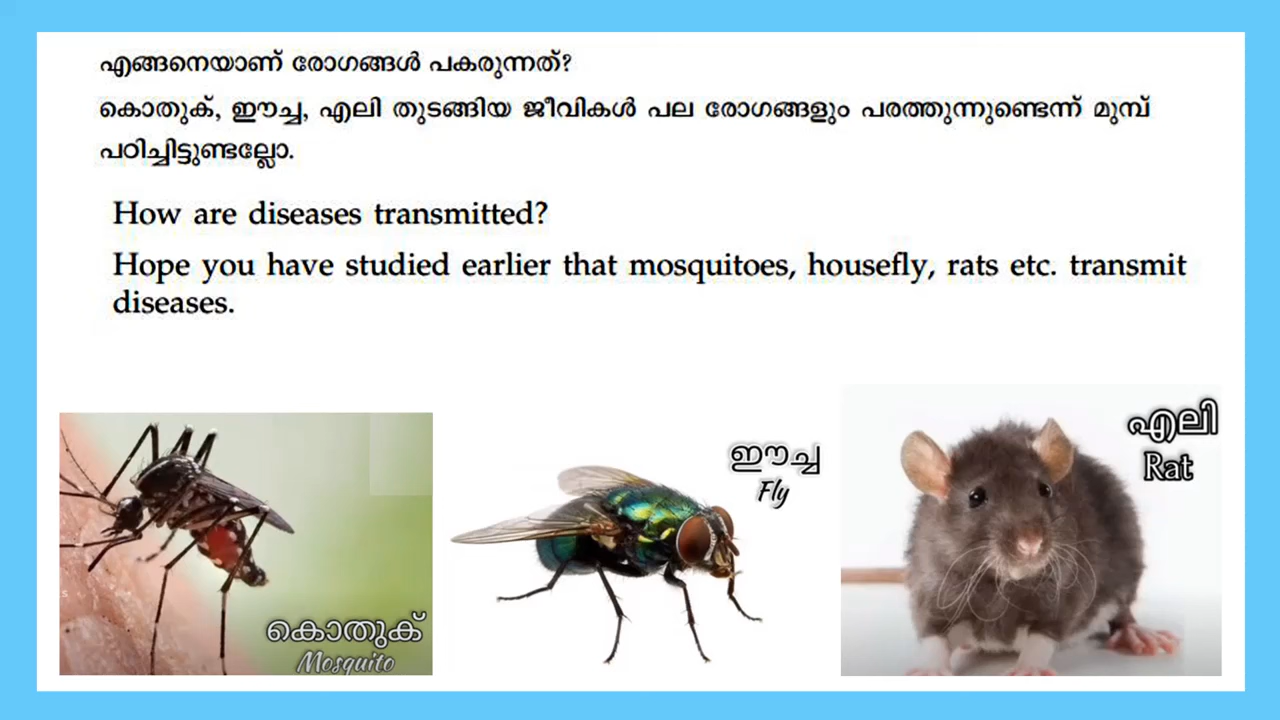 എങ്ങനെയാണ് രോഗങ്ങൾ പകരുന്നത്?
കൊതുക്, ഈച്ച, എലി തുടങ്ങിയ ജീവികൾ പല രോഗങ്ങളും പരത്തുന്നുണ്ടെന്ന് മുമ്പ്
പഠിച്ചിട്ടുണ്ടല്ലോ.
How are diseases transmitted?
Hope you have studied earlier that mosquitoes, housefly, rats etc. transmit
diseases.
കൊതുക്
Mosquito
ഈച്ച
Fly
എലി
Rat